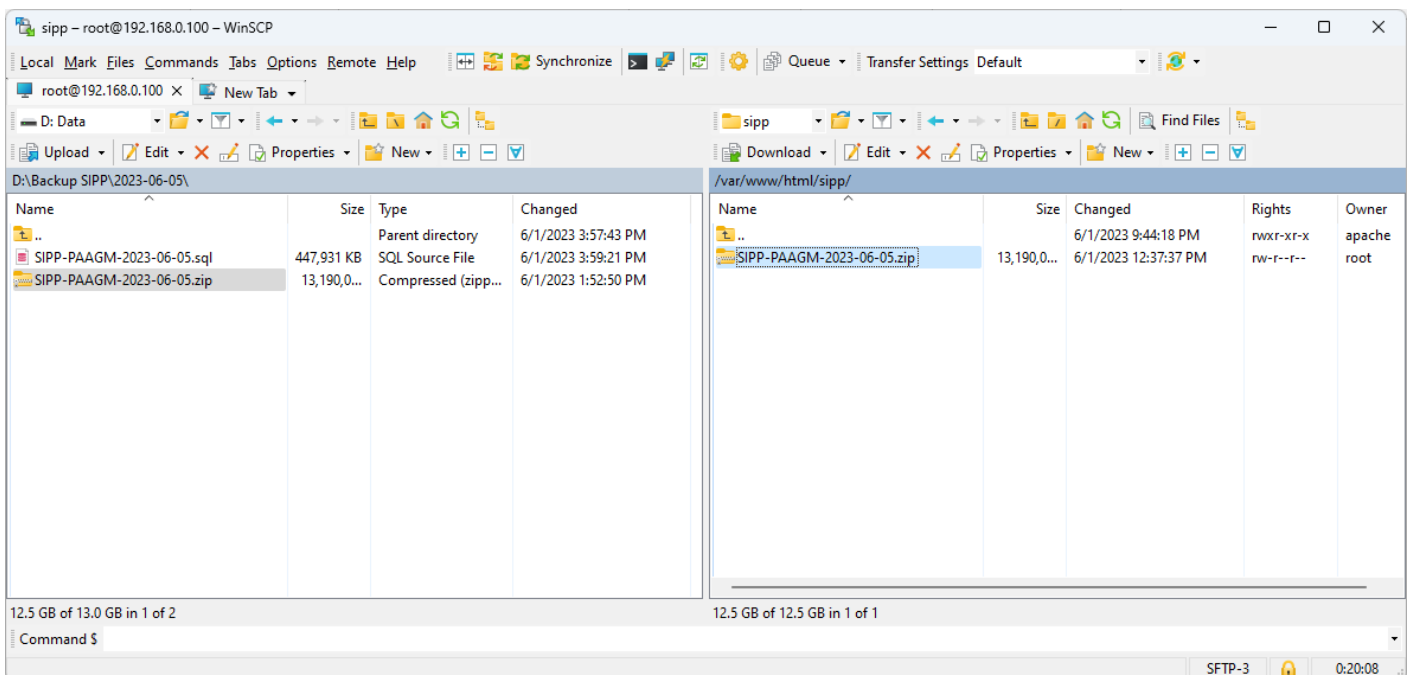 sipp – root@192.168.0.100 – WinSCP
Local Mark Files Commands Tabs Options Remote Help Synchronize Queue Transfer Settings Default
root@192.168.0.100 New Tab
D: Data
Upload Edit Properties New
D:\Backup SIPP\2023-06-05\
Name Size Type Changed
.. Parent directory 6/1/2023 3:57:43 PM
SIPP-PAAGM-2023-06-05.sql 447,931 KB SQL Source File 6/1/2023 3:59:21 PM
SIPP-PAAGM-2023-06-05.zip 13,190,0... Compressed (zipp... 6/1/2023 1:52:50 PM
12.5 GB of 13.0 GB in 1 of 2
sipp Find Files
Download Edit Properties New
/var/www/html/sipp/
Name Size Changed Rights Owner
.. 6/1/2023 9:44:18 PM rwxr-xr-x apache
SIPP-PAAGM-2023-06-05.zip 13,190,0... 6/1/2023 12:37:37 PM rw-r--r-- root
12.5 GB of 12.5 GB in 1 of 1
Command $
SFTP-3 0:20:08